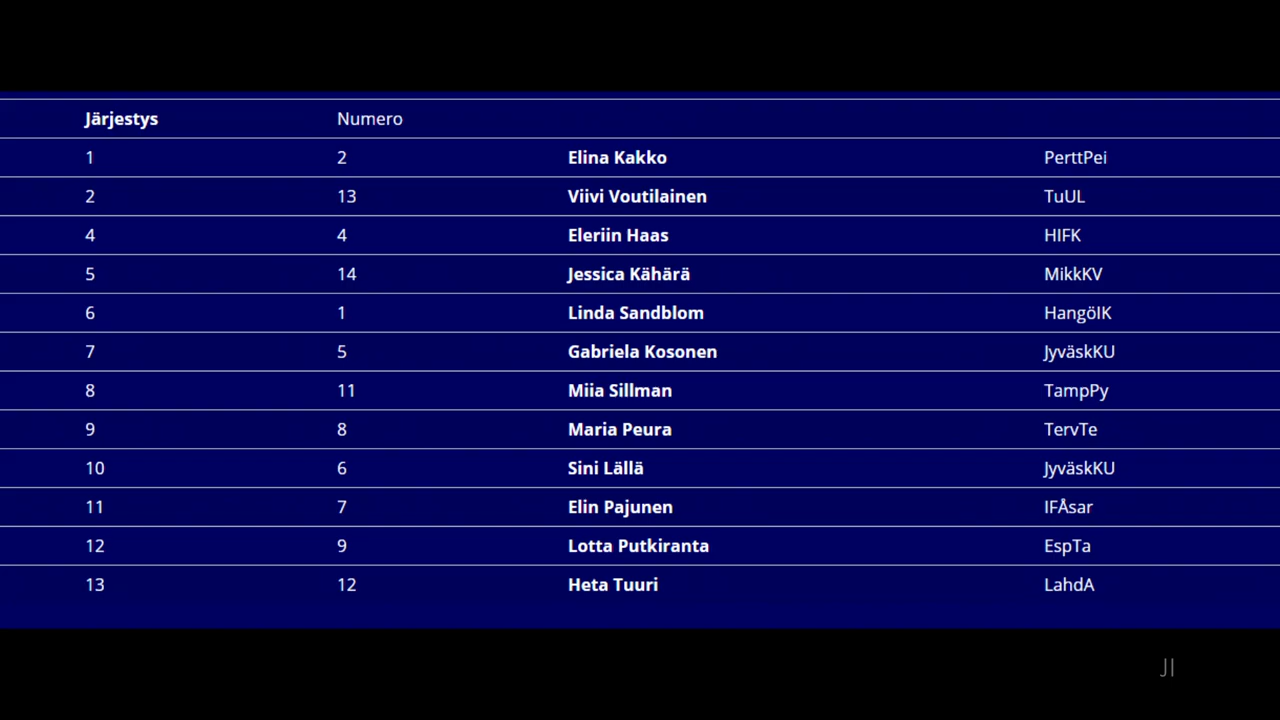 Järjestys Numero
1 2 Elina Kakko PerttPei
2 13 Viivi Voutilainen TuUL
4 4 Eleriin Haas HIFK
5 14 Jessica Kähärä MikkKV
6 1 Linda Sandblom HangöIK
7 5 Gabriela Kosonen JyväskKU
8 11 Miia Sillman TampPy
9 8 Maria Peura TervTe
10 6 Sini Lällä JyväskKU
11 7 Elin Pajunen IFÅsar
12 9 Lotta Putkiranta EspTa
13 12 Heta Tuuri LahdA